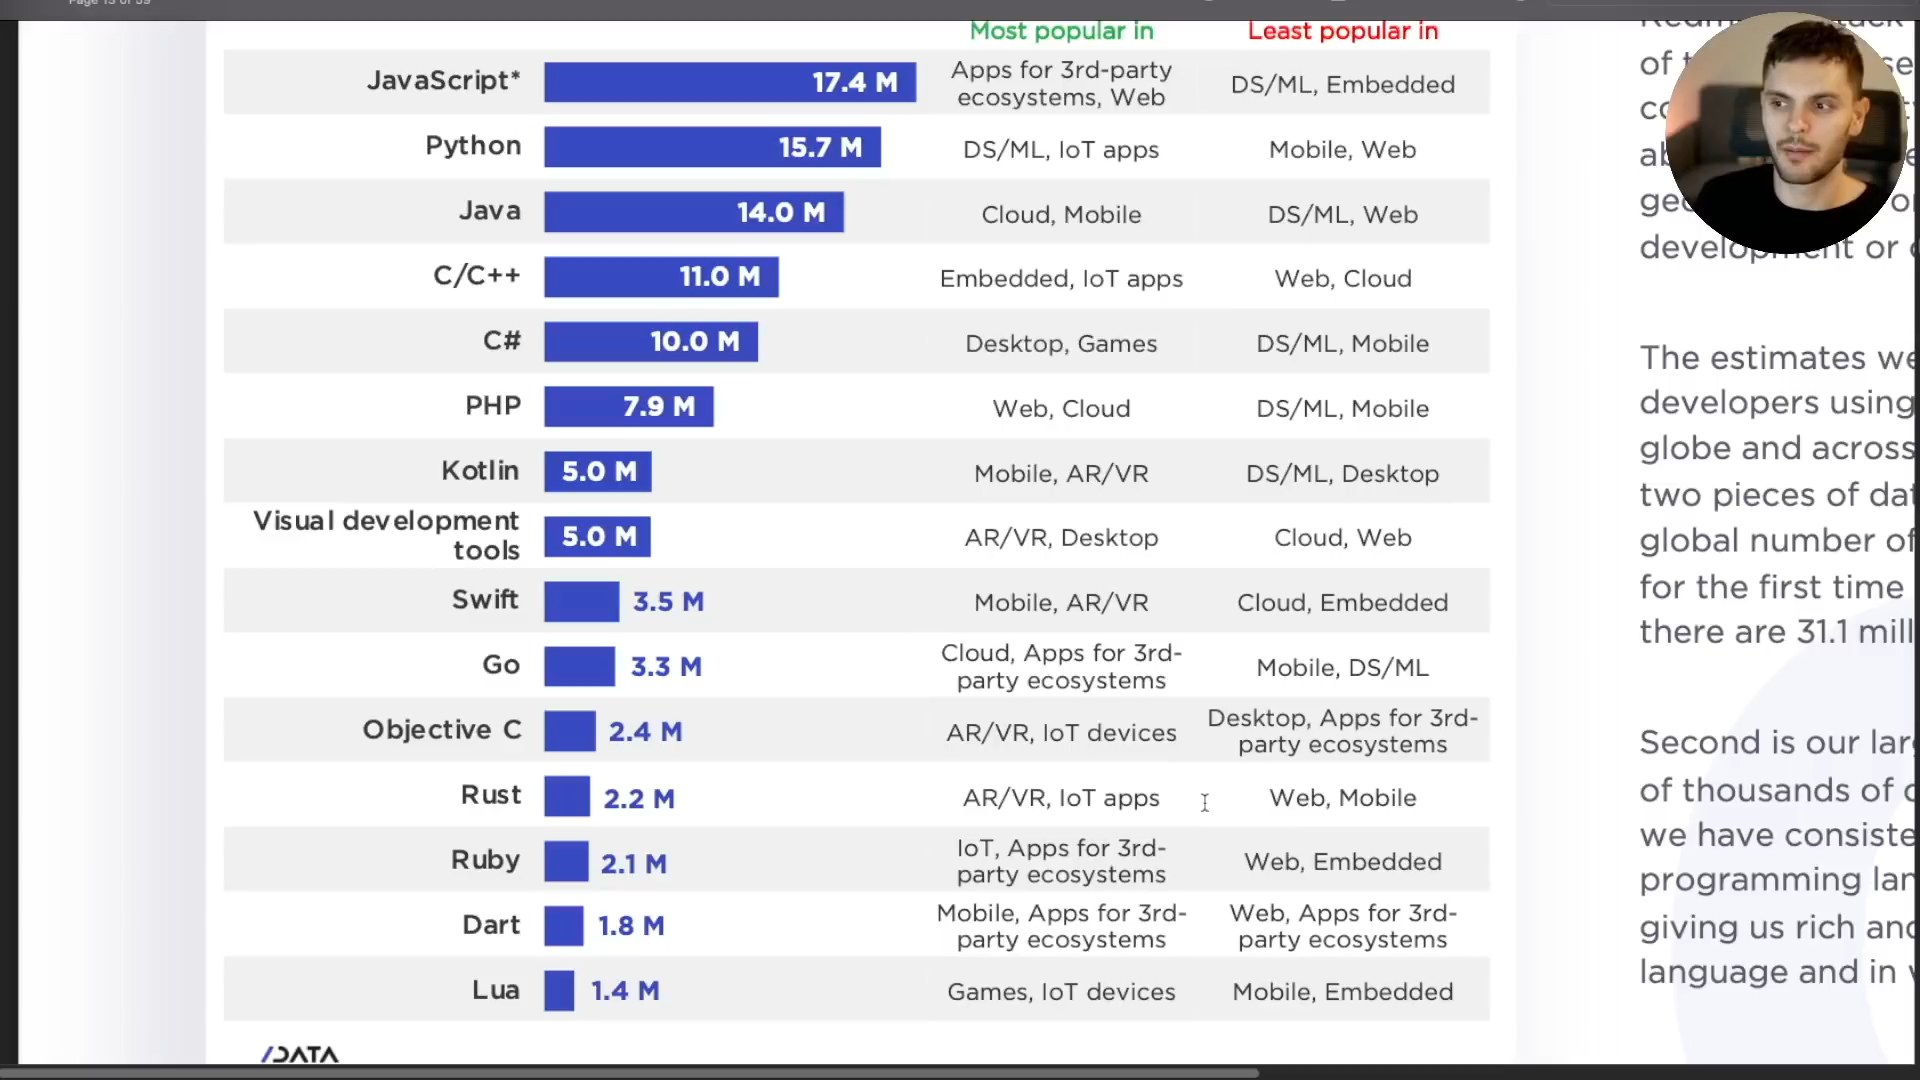 Most popular in
Least popular in
JavaScript*
17.4 M
Apps for 3rd-party
ecosystems, Web
DS/ML, Embedded
Python
15.7 M
DS/ML, IoT apps
Mobile, Web
Java
14.0 M
Cloud, Mobile
DS/ML, Web
C/C++
11.0 M
Embedded, IoT apps
Web, Cloud
C#
10.0 M
Desktop, Games
DS/ML, Mobile
PHP
7.9 M
Web, Cloud
DS/ML, Mobile
Kotlin
5.0 M
Mobile, AR/VR
DS/ML, Desktop
Visual development
tools
5.0 M
AR/VR, Desktop
Cloud, Web
Swift
3.5 M
Mobile, AR/VR
Cloud, Embedded
Go
3.3 M
Cloud, Apps for 3rd-
party ecosystems
Mobile, DS/ML
Objective C
2.4 M
AR/VR, IoT devices
Desktop, Apps for 3rd-
party ecosystems
Rust
2.2 M
AR/VR, IoT apps
Web, Mobile
Ruby
2.1 M
IoT, Apps for 3rd-
party ecosystems
Web, Embedded
Dart
1.8 M
Mobile, Apps for 3rd-
party ecosystems
Web, Apps for 3rd-
party ecosystems
Lua
1.4 M
Games, IoT devices
Mobile, Embedded
/DATA
of
development or
The estimates we
developers using
globe and across
two pieces of dat
global number of
for the first time
there are 31.1 mill
Second is our larg
of thousands of
we have consiste
programming lan
giving us rich and
language and in